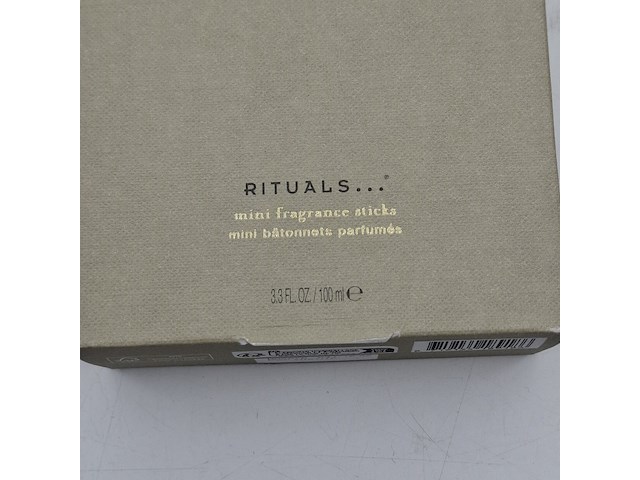 RITUALS...®
mini fragrance sticks
mini bâtonnets parfumés
3.3 FL. OZ. / 100 ml ℮